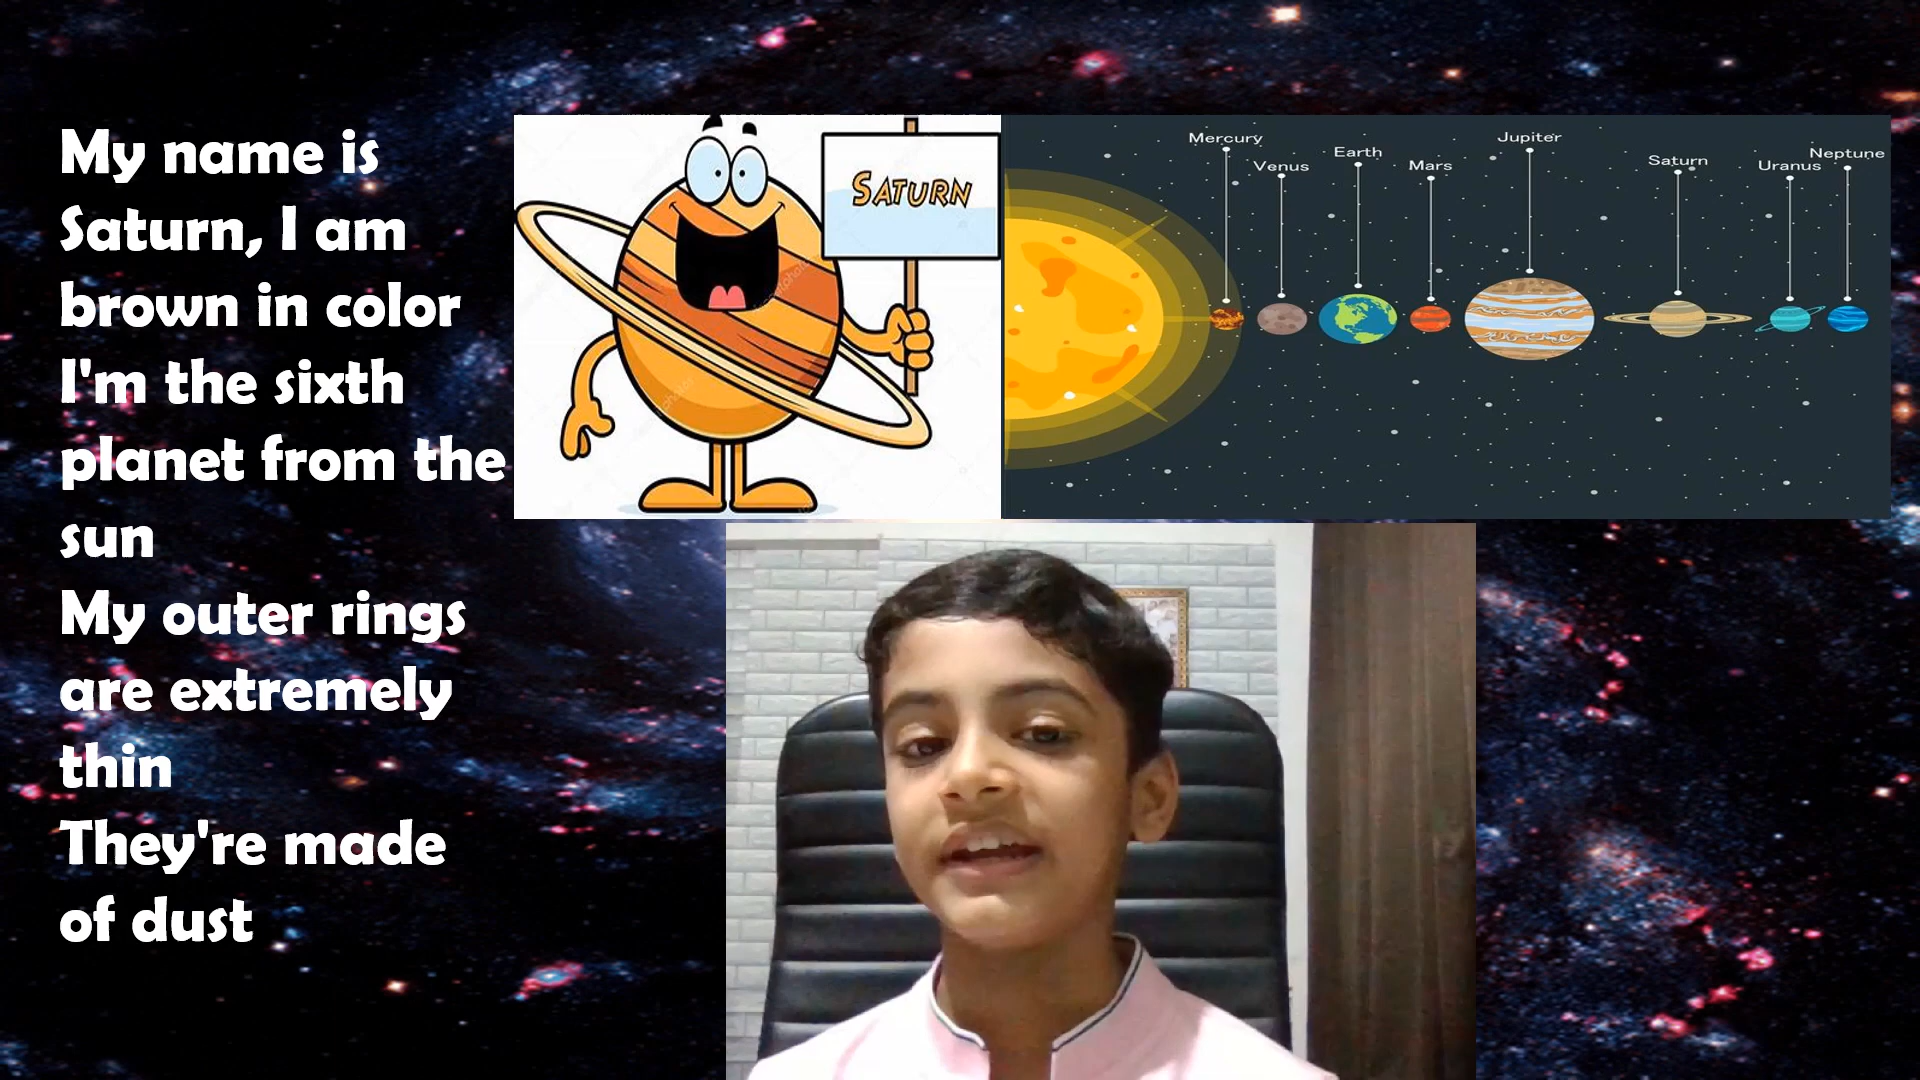 My name is
Saturn, I am
brown in color
I'm the sixth
planet from the
sun
My outer rings
are extremely
thin
They're made
of dust
SATURN
Mercury
Venus
Earth
Mars
Jupiter
Saturn
Uranus
Neptune